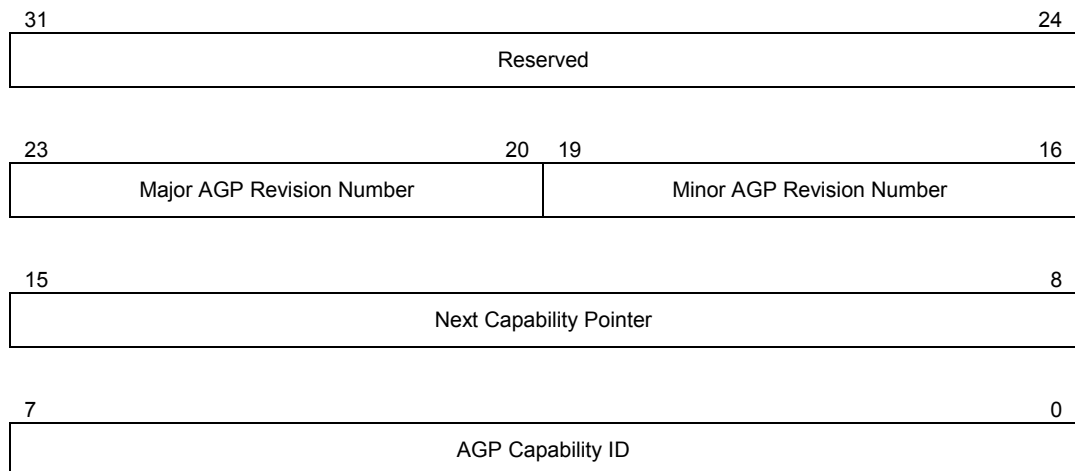 31 24
Reserved
23 20 19 16
Major AGP Revision Number Minor AGP Revision Number
15 8
Next Capability Pointer
7 0
AGP Capability ID